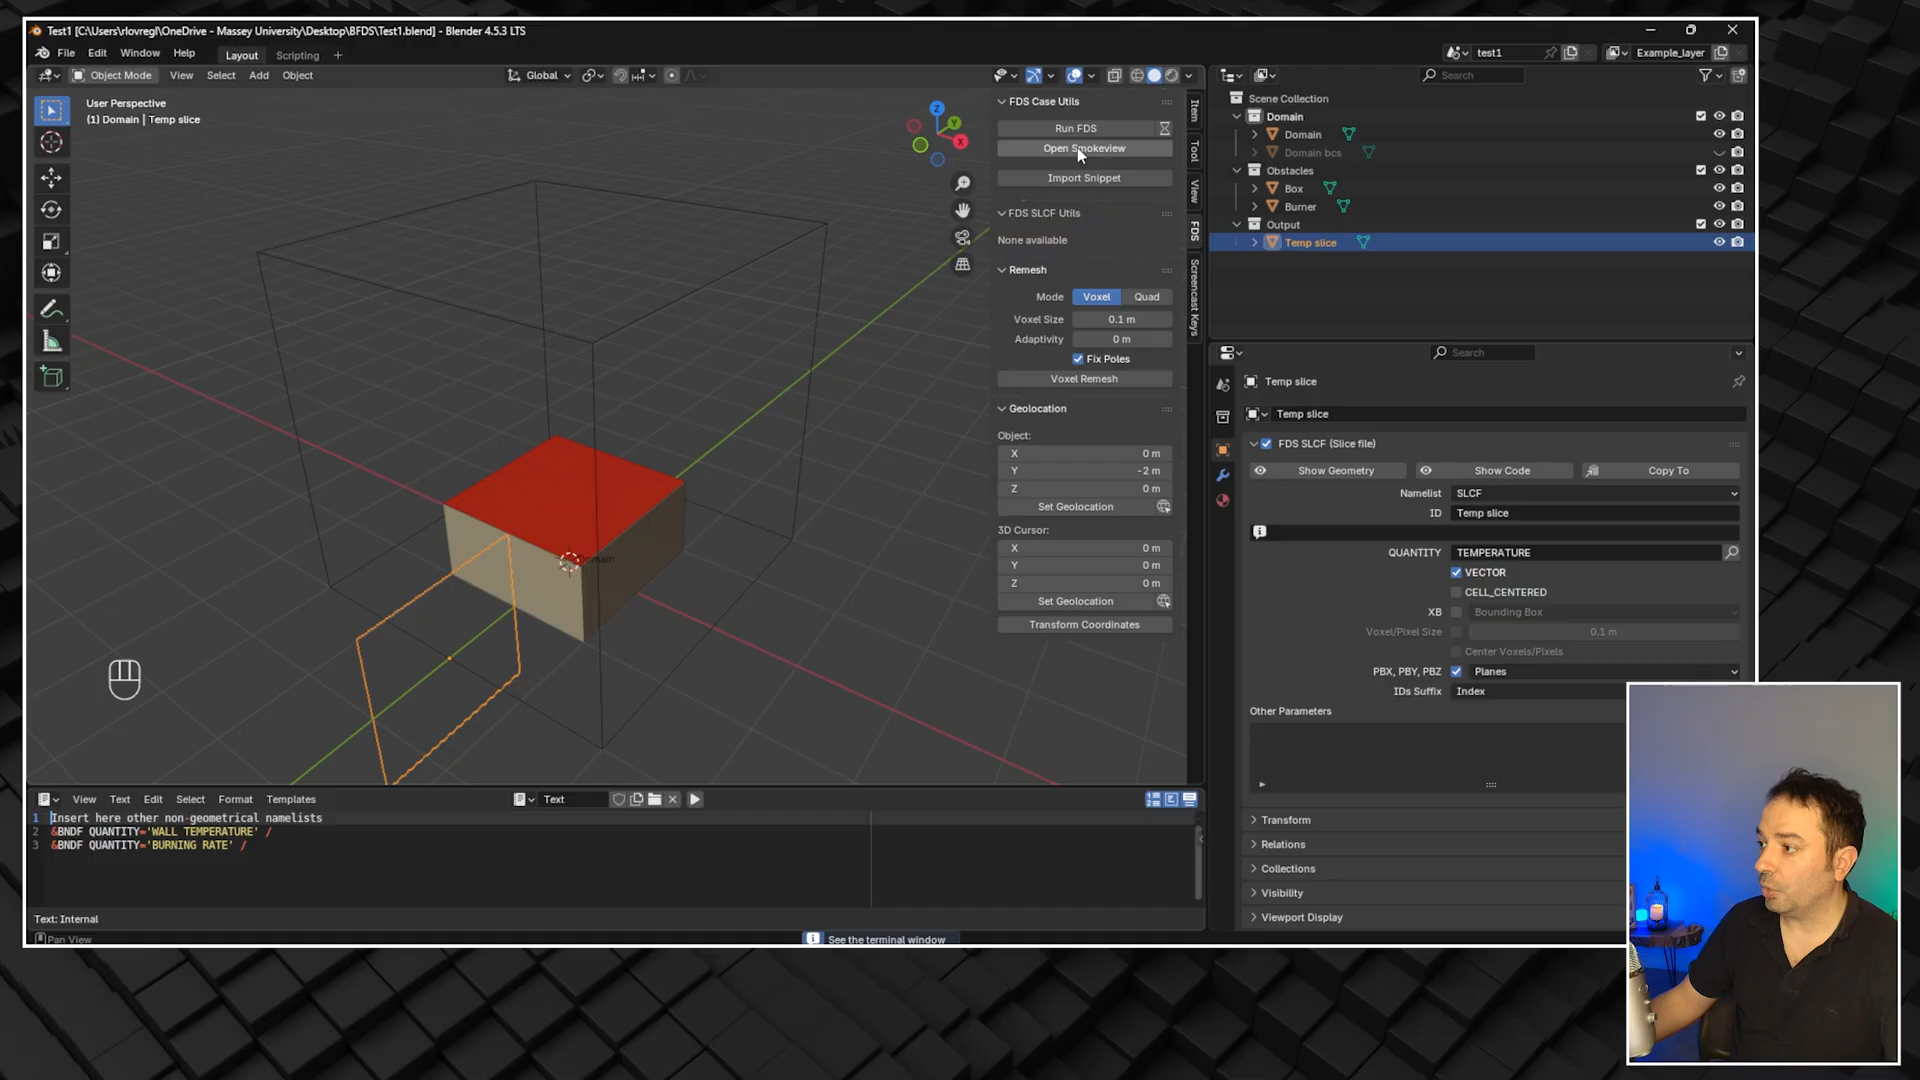 Test1 [C:\Users\rlovregl\OneDrive - Massey University\Desktop\BFDS\Test1.blend] - Blender 4.5.3 LTS
File Edit Window Help Layout Scripting +
test1 Example_layer
Object Mode View Select Add Object Global
Search
User Perspective
(1) Domain | Temp slice
Z
Y
X
Domain
FDS Case Utils
Run FDS
Open Smokeview
Import Snippet
FDS SLCF Utils
None available
Remesh
Mode Voxel Quad
Voxel Size 0.1 m
Adaptivity 0 m
Fix Poles
Voxel Remesh
Geolocation
Object:
X 0 m
Y -2 m
Z 0 m
Set Geolocation
3D Cursor:
X 0 m
Y 0 m
Z 0 m
Set Geolocation
Transform Coordinates
Item
Tool
View
FDS
Screencast Keys
Scene Collection
Domain
Domain
Domain bcs
Obstacles
Box
Burner
Output
Temp slice
Search
Temp slice
Temp slice
FDS SLCF (Slice file)
Show Geometry Show Code Copy To
Namelist SLCF
ID Temp slice
QUANTITY TEMPERATURE
VECTOR
CELL_CENTERED
XB Bounding Box
Voxel/Pixel Size 0.1 m
Center Voxels/Pixels
PBX, PBY, PBZ Planes
IDs Suffix Index
Other Parameters
Transform
Relations
Collections
Visibility
Viewport Display
View Text Edit Select Format Templates Text
1 Insert here other non-geometrical namelists
2 &BNDF QUANTITY='WALL TEMPERATURE' /
3 &BNDF QUANTITY='BURNING RATE' /
Text: Internal
Pan View
See the terminal window